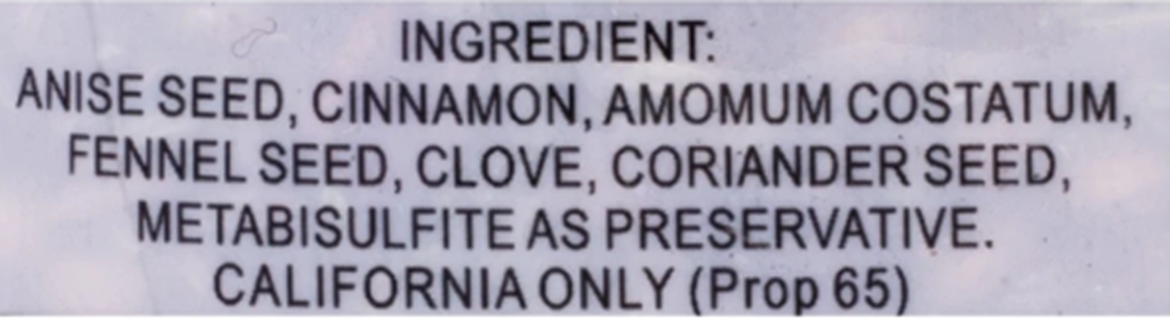 INGREDIENT:
ANISE SEED, CINNAMON, AMOMUM COSTATUM,
FENNEL SEED, CLOVE, CORIANDER SEED,
METABISULFITE AS PRESERVATIVE.
CALIFORNIA ONLY (Prop 65)